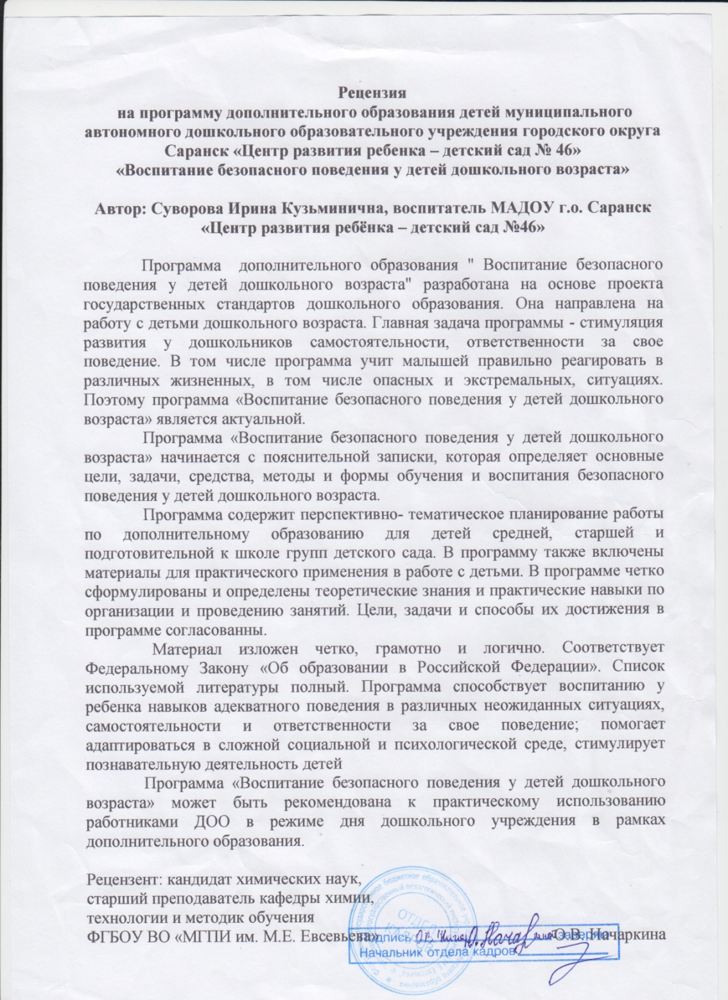 Рецензия
на программу дополнительного образования детей муниципального
автономного дошкольного образовательного учреждения городского округа
Саранск «Центр развития ребенка – детский сад № 46»
«Воспитание безопасного поведения у детей дошкольного возраста»
Автор: Суворова Ирина Кузьминична, воспитатель МАДОУ г.о. Саранск
«Центр развития ребёнка – детский сад №46»
Программа дополнительного образования " Воспитание безопасного
поведения у детей дошкольного возраста" разработана на основе проекта
государственных стандартов дошкольного образования. Она направлена на
работу с детьми дошкольного возраста. Главная задача программы - стимуляция
развития у дошкольников самостоятельности, ответственности за свое
поведение. В том числе программа учит малышей правильно реагировать в
различных жизненных, в том числе опасных и экстремальных, ситуациях.
Поэтому программа «Воспитание безопасного поведения у детей дошкольного
возраста» является актуальной.
Программа «Воспитание безопасного поведения у детей дошкольного
возраста» начинается с пояснительной записки, которая определяет основные
цели, задачи, средства, методы и формы обучения и воспитания безопасного
поведения у детей дошкольного возраста.
Программа содержит перспективно- тематическое планирование работы
по дополнительному образованию для детей средней, старшей и
подготовительной к школе групп детского сада. В программу также включены
материалы для практического применения в работе с детьми. В программе четко
сформулированы и определены теоретические знания и практические навыки по
организации и проведению занятий. Цели, задачи и способы их достижения в
программе согласованны.
Материал изложен четко, грамотно и логично. Соответствует
Федеральному Закону «Об образовании в Российской Федерации». Список
используемой литературы полный. Программа способствует воспитанию у
ребенка навыков адекватного поведения в различных неожиданных ситуациях,
самостоятельности и ответственности за свое поведение; помогает
адаптироваться в сложной социальной и психологической среде, стимулирует
познавательную деятельность детей
Программа «Воспитание безопасного поведения у детей дошкольного
возраста» может быть рекомендована к практическому использованию
работниками ДОО в режиме дня дошкольного учреждения в рамках
дополнительного образования.
Рецензент: кандидат химических наук,
старший преподаватель кафедры химии,
технологии и методик обучения
ФГБОУ ВО «МГПИ им. М.Е. Евсевьева» О.В. Начаркина
Подпись заверяю
Начальник отдела кадров
ОТДЕЛ
КАДРОВ